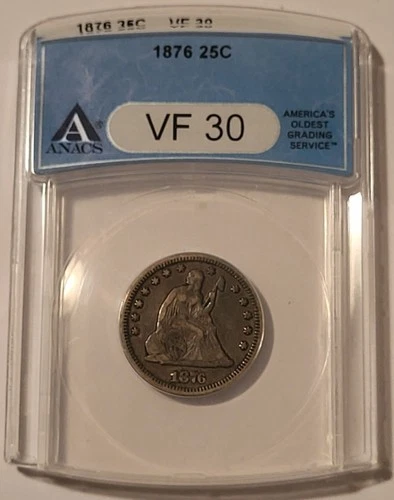 1876 25C VF 30
1876 25C
VF 30
ANACS
AMERICA'S
OLDEST
GRADING
SERVICE™
1876